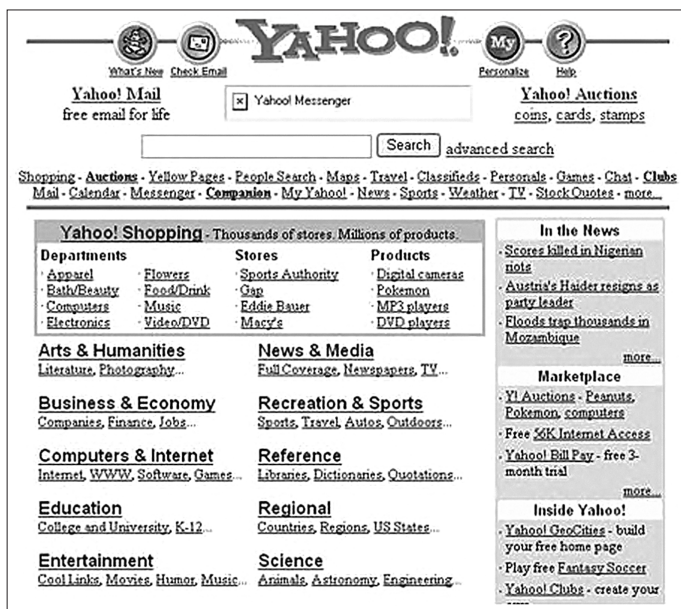 YAHOO!
What's New Check Email My Personalize ? Help
Yahoo! Mail
free email for life
Yahoo! Messenger
Yahoo! Auctions
coins, cards, stamps
Search advanced search
Shopping - Auctions - Yellow Pages - People Search - Maps - Travel - Classifieds - Personals - Games - Chat - Clubs
Mail - Calendar - Messenger - Companion - My Yahoo! - News - Sports - Weather - TV - Stock Quotes - more...
Yahoo! Shopping - Thousands of stores. Millions of products.
Departments Stores Products
· Apparel · Flowers · Sports Authority · Digital cameras
· Bath/Beauty · Food/Drink · Gap · Pokemon
· Computers · Music · Eddie Bauer · MP3 players
· Electronics · Video/DVD · Macy's · DVD players
Arts & Humanities
Literature, Photography...
News & Media
Full Coverage, Newspapers, TV...
Business & Economy
Companies, Finance, Jobs...
Recreation & Sports
Sports, Travel, Autos, Outdoors...
Computers & Internet
Internet, WWW, Software, Games...
Reference
Libraries, Dictionaries, Quotations...
Education
College and University, K-12...
Regional
Countries, Regions, US States...
Entertainment
Cool Links, Movies, Humor, Music...
Science
Animals, Astronomy, Engineering...
In the News
· Scores killed in Nigerian
riots
· Austria's Haider resigns as
party leader
· Floods trap thousands in
Mozambique
more...
Marketplace
· Y! Auctions - Peanuts,
Pokemon, computers
· Free 56K Internet Access
· Yahoo! Bill Pay - free 3-
month trial
more...
Inside Yahoo!
· Yahoo! GeoCities - build
your free home page
· Play free Fantasy Soccer
· Yahoo! Clubs - create your